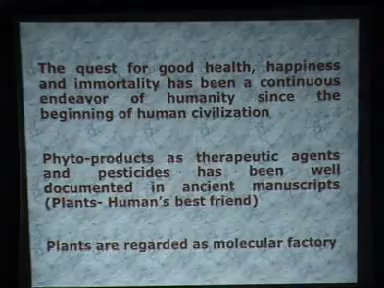 The quest for good health, happiness
and immortality has been a continuous
endeavor of humanity since the
beginning of human civilization
Phyto-products as therapeutic agents
and pesticides has been well
documented in ancient manuscripts
(Plants- Human's best friend)
Plants are regarded as molecular factory